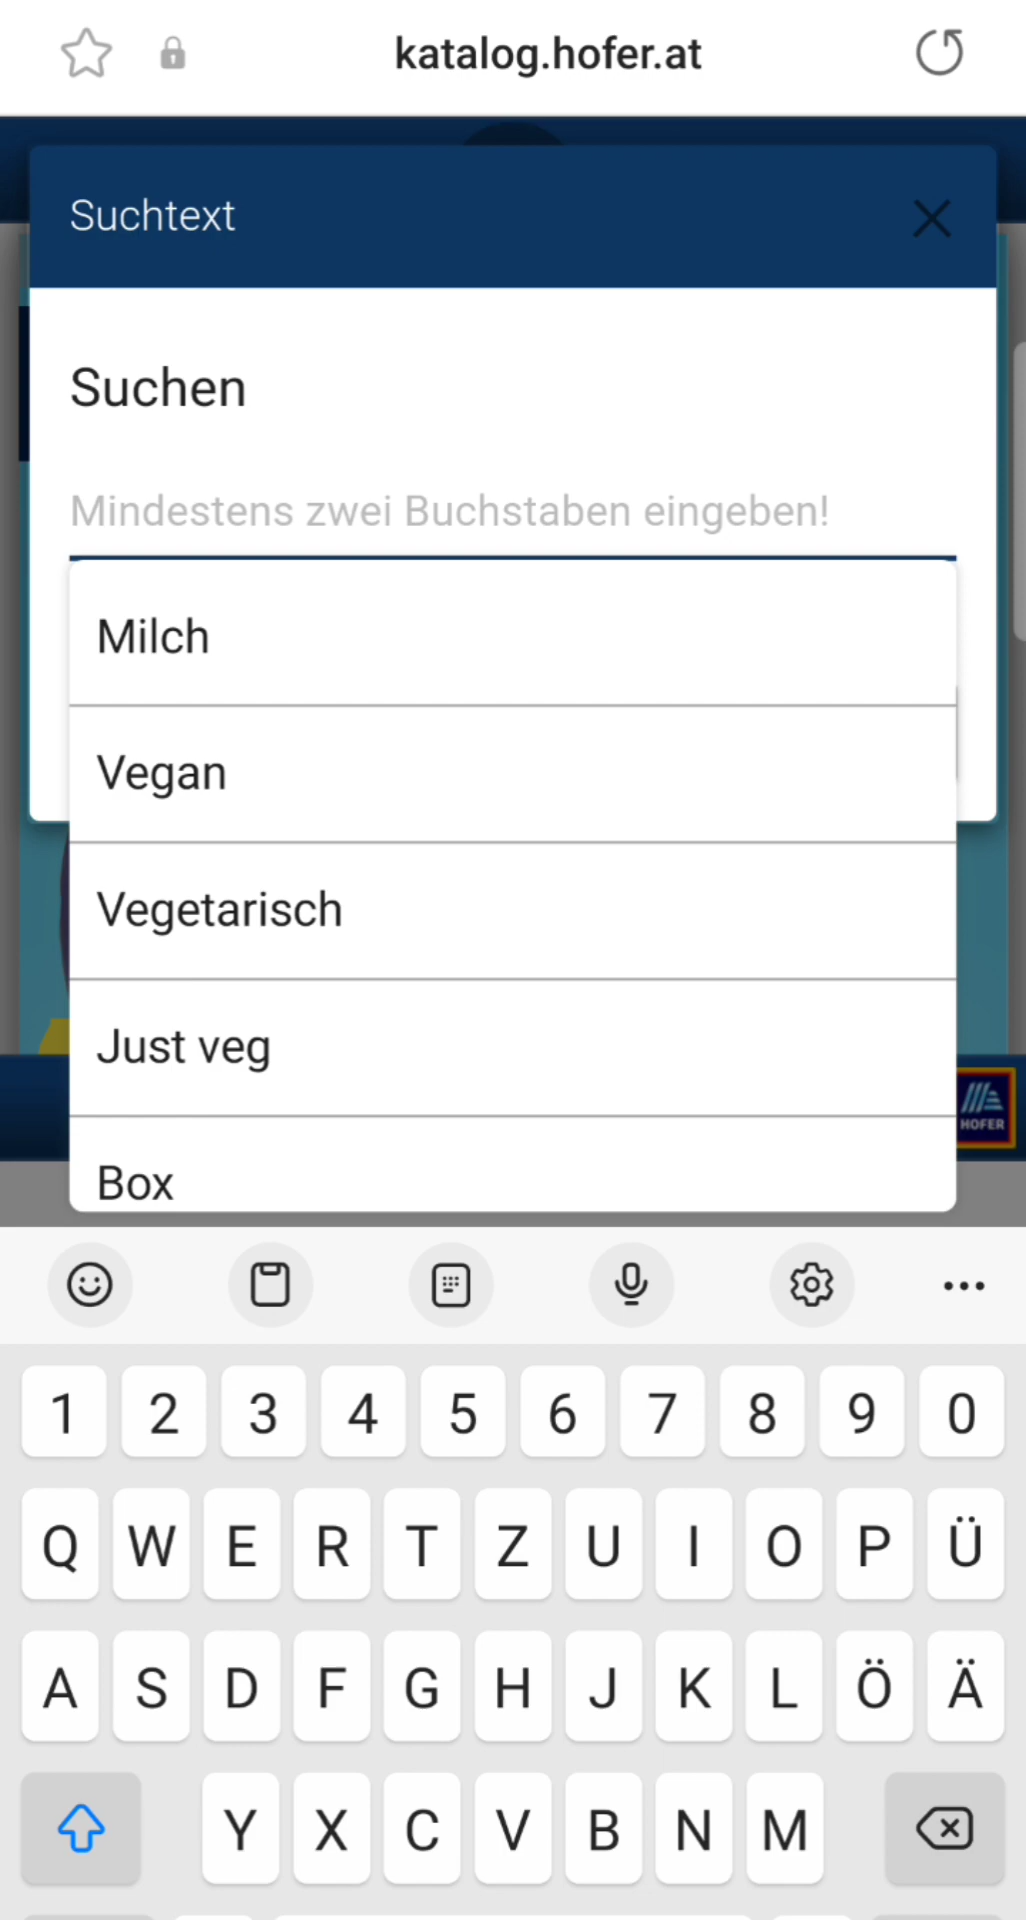 katalog.hofer.at
Suchtext
Suchen
Mindestens zwei Buchstaben eingeben!
Milch
Vegan
Vegetarisch
Just veg
Box
HOFER
1 2 3 4 5 6 7 8 9 0
Q W E R T Z U I O P Ü
A S D F G H J K L Ö Ä
Y X C V B N M